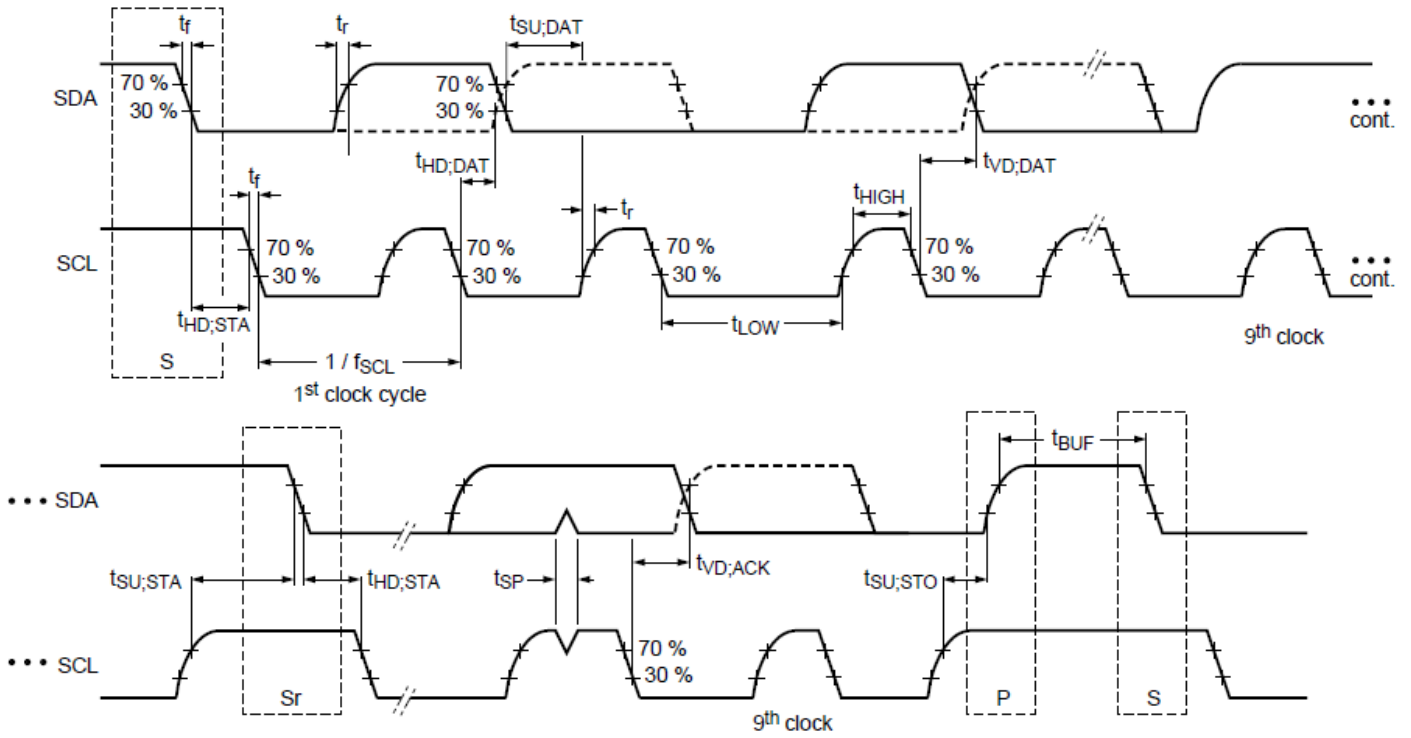 tf tr tSU;DAT
SDA 70 % 70 %
30 % 30 %
••• cont.
tHD;DAT tVD;DAT
tf tr tHIGH
SCL 70 % 70 % 70 % 70 %
30 % 30 % 30 % 30 %
••• cont.
tHD;STA tLOW
9th clock
S 1 / fSCL
1st clock cycle
tBUF
••• SDA
tSU;STA tHD;STA tSP tVD;ACK tSU;STO
••• SCL 70 %
30 %
Sr P S
9th clock